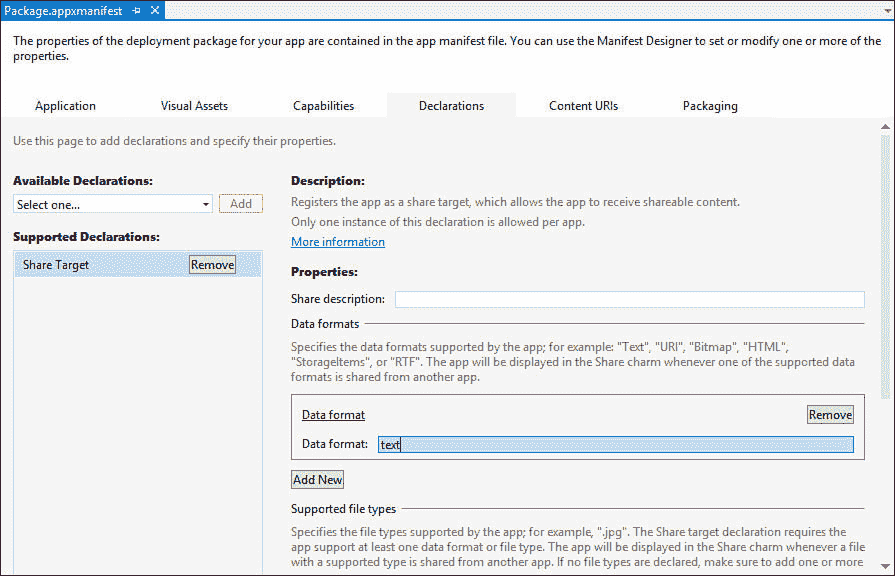 Package.appxmanifest
The properties of the deployment package for your app are contained in the app manifest file. You can use the Manifest Designer to set or modify one or more of the
properties.
Application Visual Assets Capabilities Declarations Content URIs Packaging
Use this page to add declarations and specify their properties.
Available Declarations:
Select one... Add
Supported Declarations:
Share Target Remove
Description:
Registers the app as a share target, which allows the app to receive shareable content.
Only one instance of this declaration is allowed per app.
More information
Properties:
Share description:
Data formats
Specifies the data formats supported by the app; for example: "Text", "URI", "Bitmap", "HTML",
"StorageItems", or "RTF". The app will be displayed in the Share charm whenever one of the supported data
formats is shared from another app.
Data format Remove
Data format: text
Add New
Supported file types
Specifies the file types supported by the app; for example, ".jpg". The Share target declaration requires the
app support at least one data format or file type. The app will be displayed in the Share charm whenever a file
with a supported type is shared from another app. If no file types are declared, make sure to add one or more